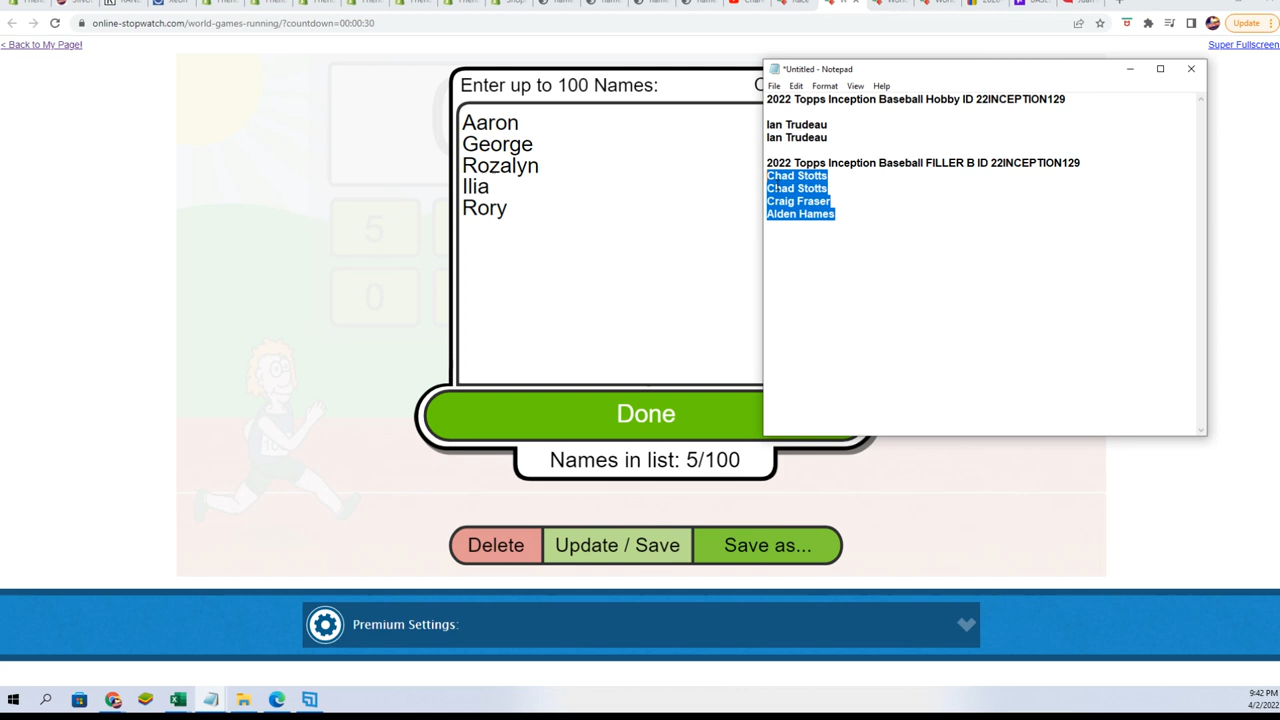 online-stopwatch.com/world-games-running/?countdown=00:00:30
Update
< Back to My Page!
Super Fullscreen
Enter up to 100 Names:
Aaron
George
Rozalyn
Ilia
Rory
5
0
Done
Names in list: 5/100
Delete
Update / Save
Save as...
Premium Settings:
*Untitled - Notepad
File Edit Format View Help
2022 Topps Inception Baseball Hobby ID 22INCEPTION129
Ian Trudeau
Ian Trudeau
2022 Topps Inception Baseball FILLER B ID 22INCEPTION129
Chad Stotts
Chad Stotts
Craig Fraser
Alden Hames
9:42 PM
4/2/2022